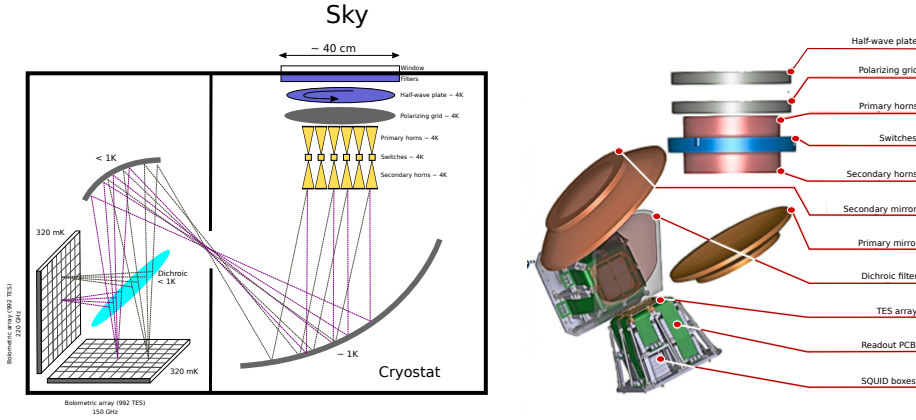 Sky
~ 40 cm
Window
Filters
Half-wave plate ~ 4K
Polarizing grid ~ 4K
Primary horns ~ 4K
Switches ~ 4K
Secondary horns ~ 4K
< 1K
320 mK
Dichroic
< 1K
Bolometric array (992 TES)
220 GHz
320 mK
~ 1K
Cryostat
Bolometric array (992 TES)
150 GHz
Half-wave plate
Polarizing grid
Primary horns
Switches
Secondary horns
Secondary mirror
Primary mirro
Dichroic filter
TES array
Readout PCB
SQUID boxes